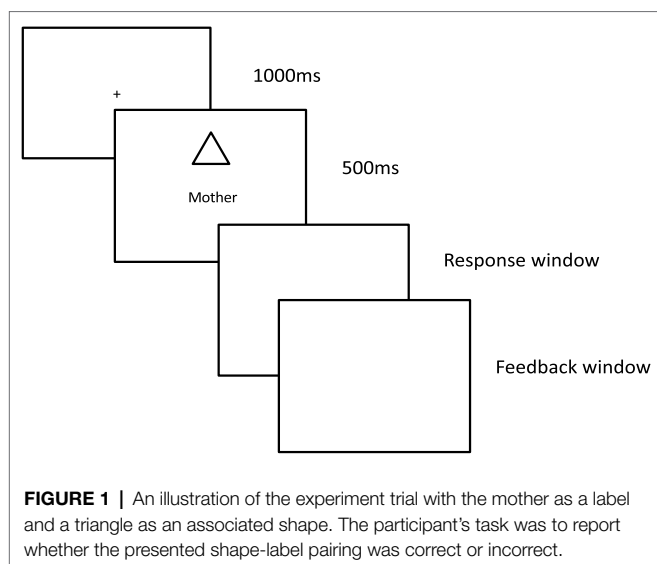 1000ms
+
500ms
Mother
Response window
Feedback window
FIGURE 1 | An illustration of the experiment trial with the mother as a label
and a triangle as an associated shape. The participant's task was to report
whether the presented shape-label pairing was correct or incorrect.